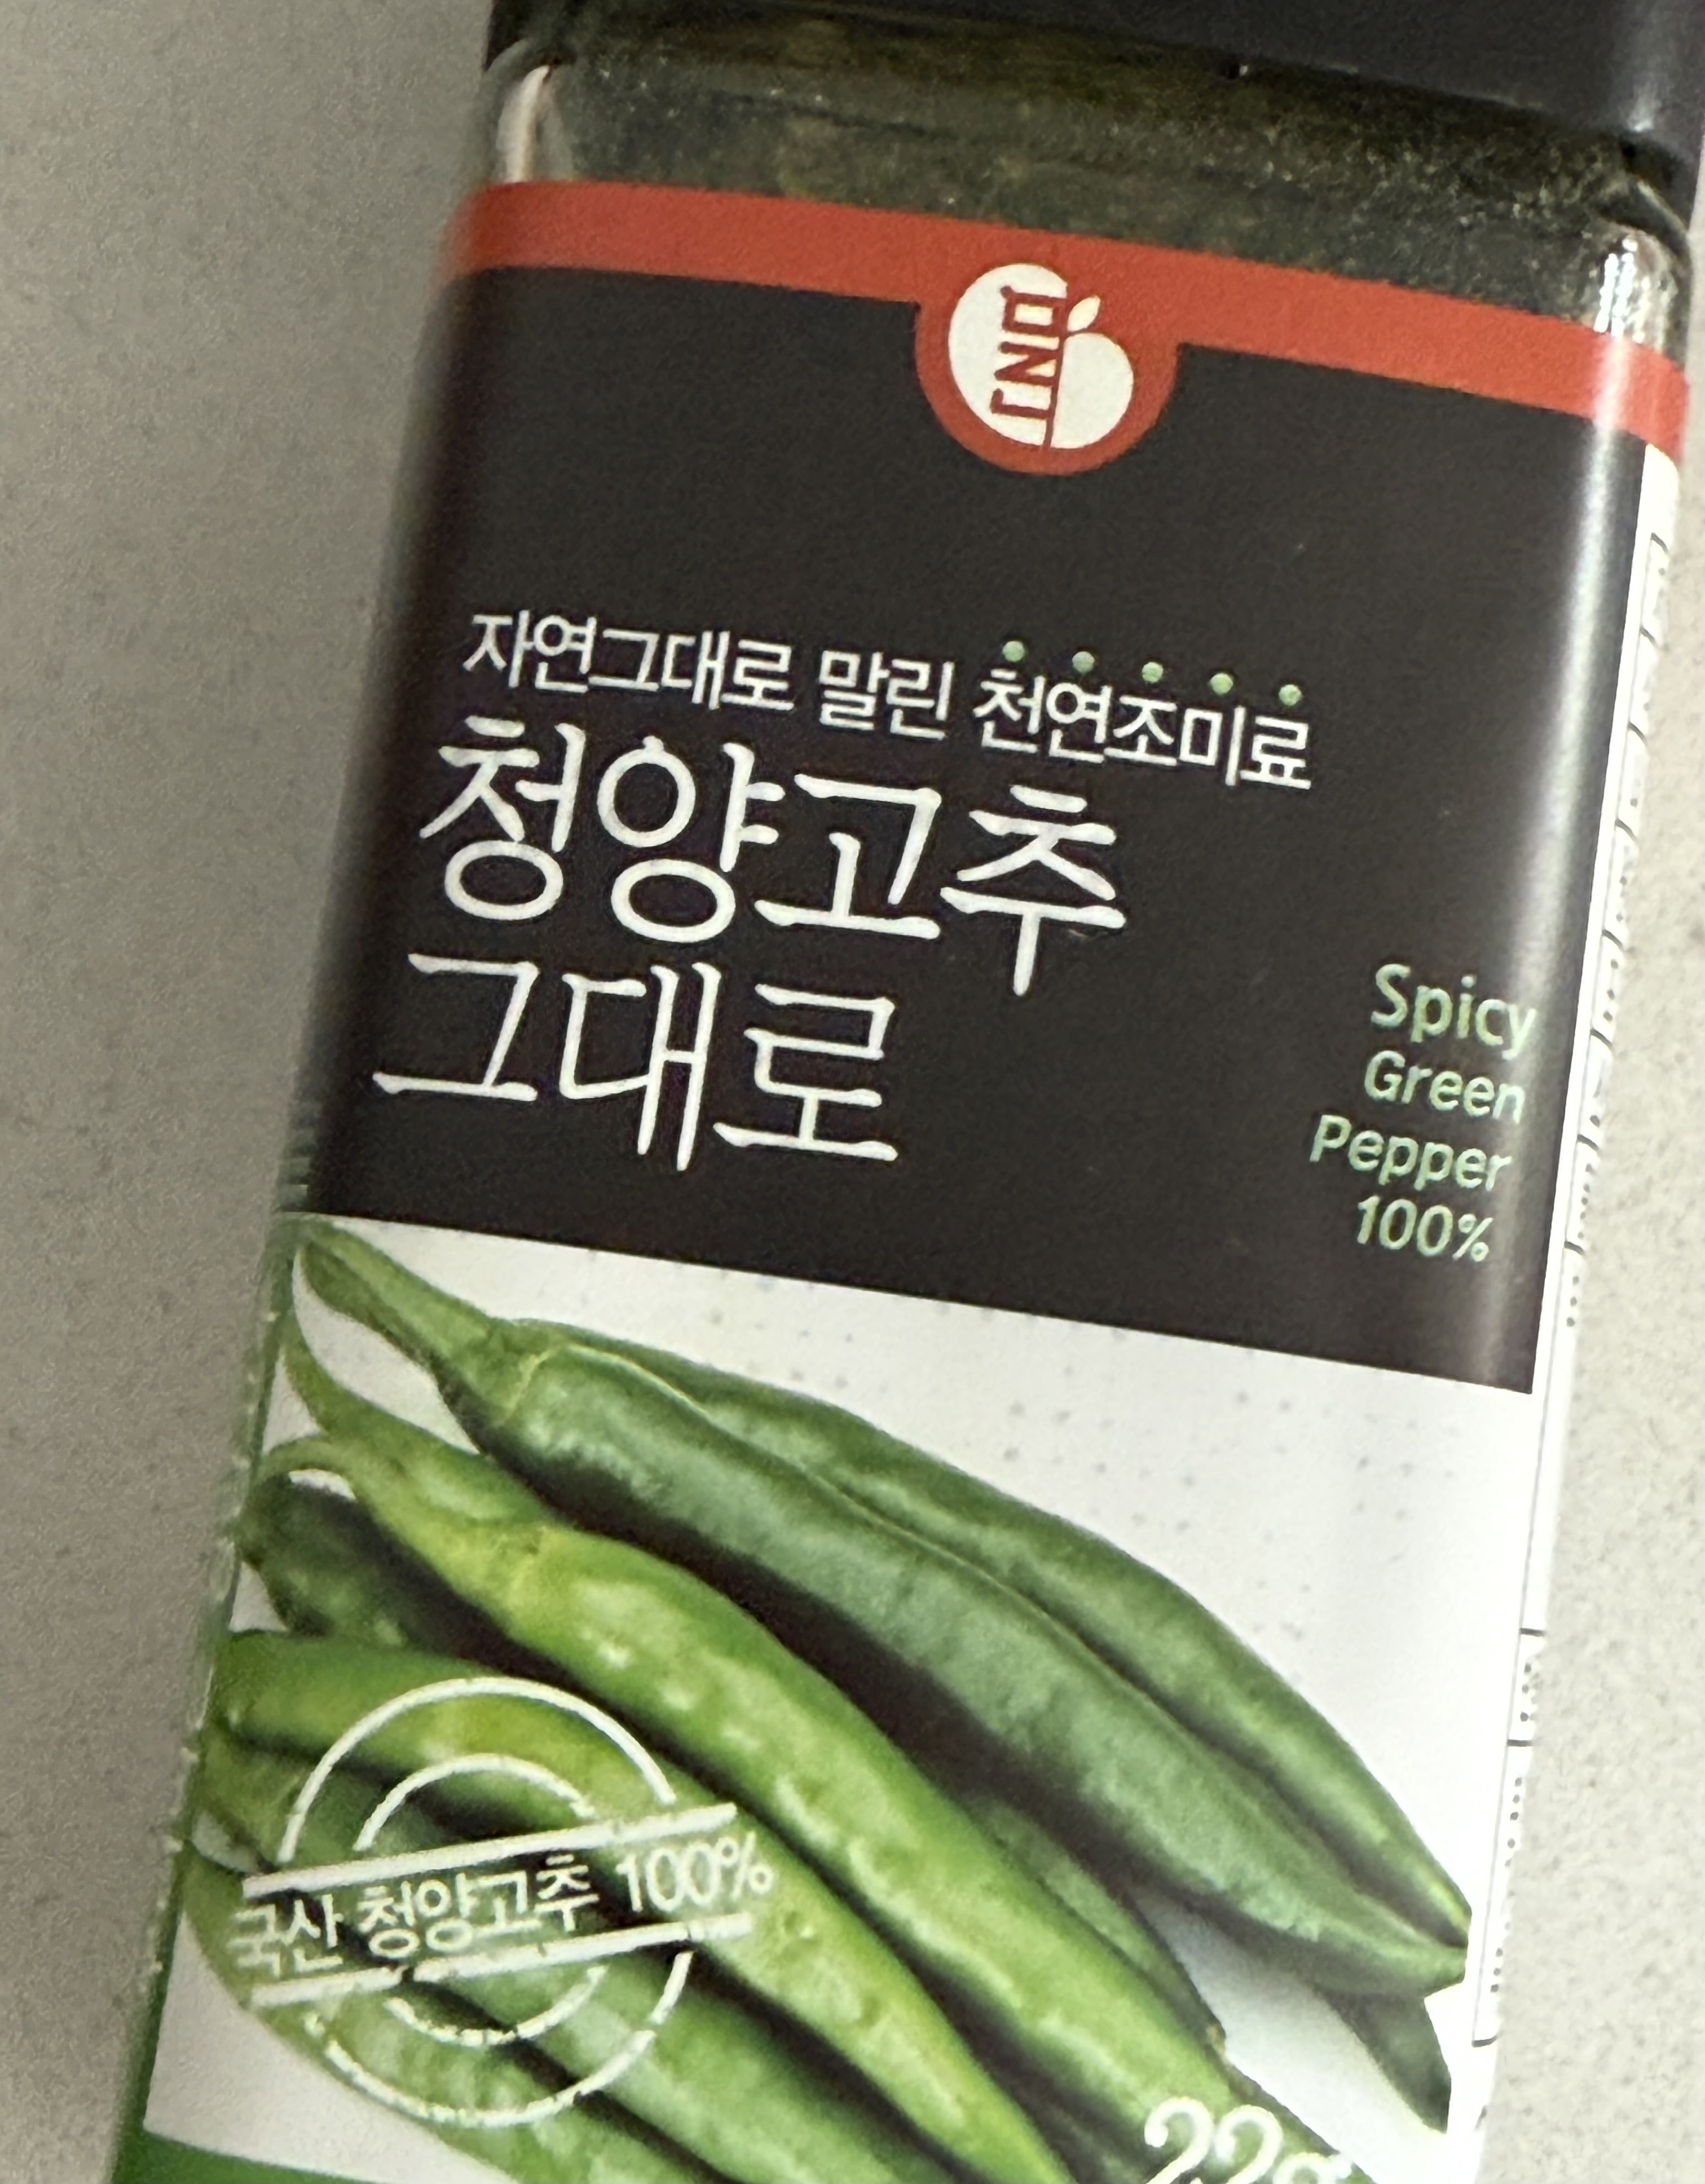 자연그대로 말린 천연조미료
청양고추
그대로
Spicy
Green
Pepper
100%
국산 청양고추 100%
22g